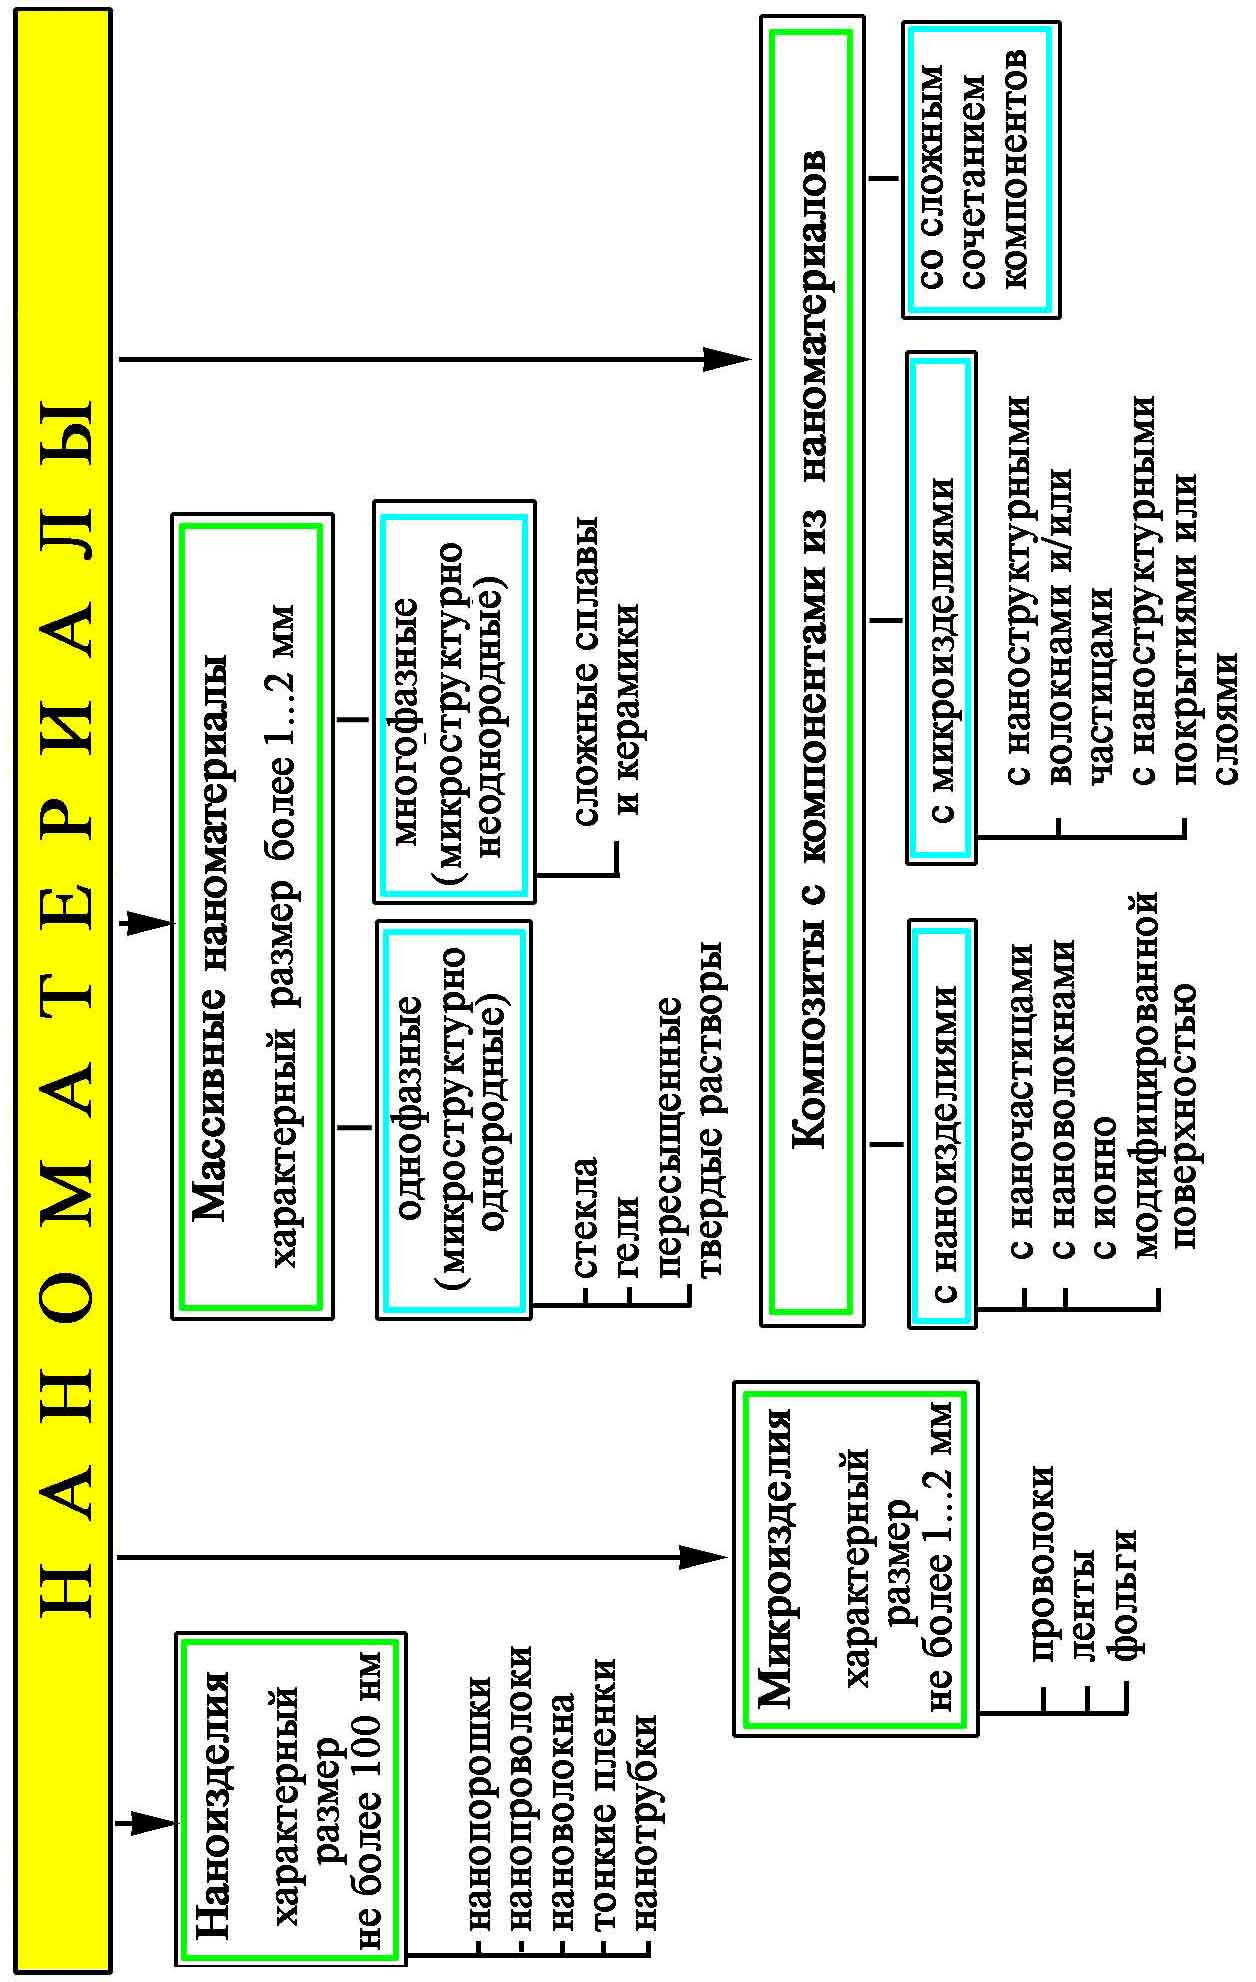 НАНОМАТЕРИАЛЫ
Наноизделия
характерный
размер
не более 100 нм
нанопорошки
нанопроволоки
нановолокна
тонкие пленки
нанотрубки
Микроизделия
характерный
размер
не более 1...2 мм
проволоки
ленты
фольги
Массивные наноматериалы
характерный размер более 1...2 мм
однофазные
(микроструктурно
однородные)
стекла
гели
пересыщенные
твердые растворы
многофазные
(микроструктурно
неоднородные)
сложные сплавы
и керамики
Композиты с компонентами из наноматериалов
с наноизделиями
с наночастицами
с нановолокнами
с ионно
модифицированной
поверхностью
с микроизделиями
с наноструктурными
волокнами и/или
частицами
с наноструктурными
покрытиями или
слоями
со сложным
сочетанием
компонентов